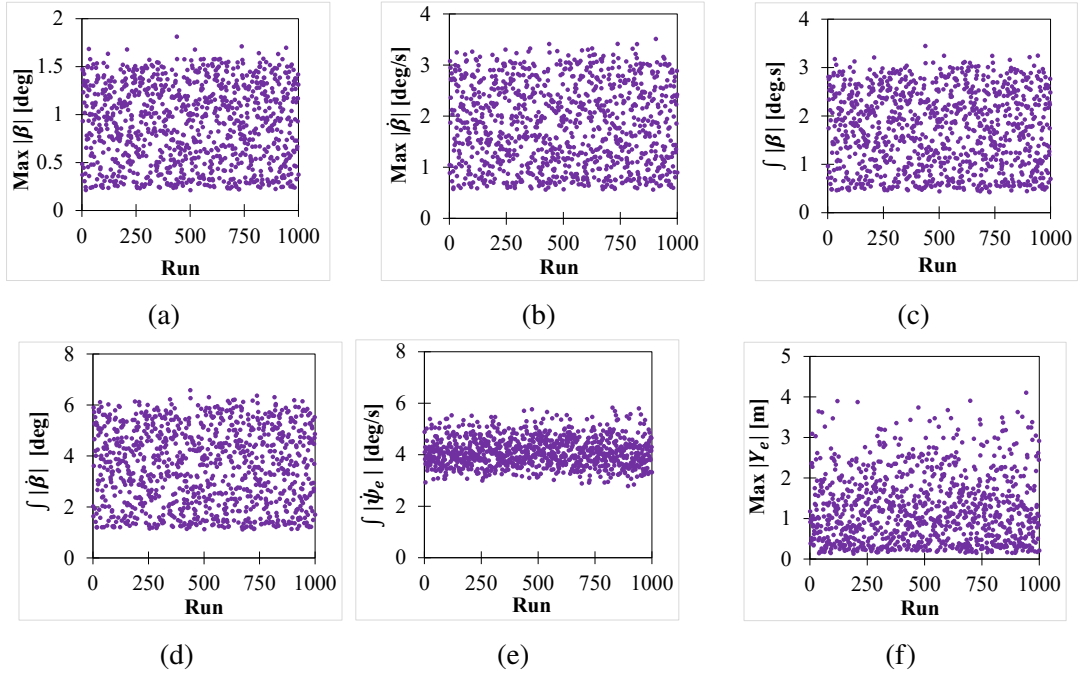 Max |β| [deg]
2
1.5
1
0.5
0
0 250 500 750 1000
Run
(a)
Max |β̇| [deg/s]
4
3
2
1
0
0 250 500 750 1000
Run
(b)
∫ |β| [deg.s]
4
3
2
1
0
0 250 500 750 1000
Run
(c)
∫ |β̇| [deg]
8
6
4
2
0
0 250 500 750 1000
Run
(d)
∫ |ψ̇e| [deg/s]
8
6
4
2
0
0 250 500 750 1000
Run
(e)
Max |Ye| [m]
5
4
3
2
1
0
0 250 500 750 1000
Run
(f)